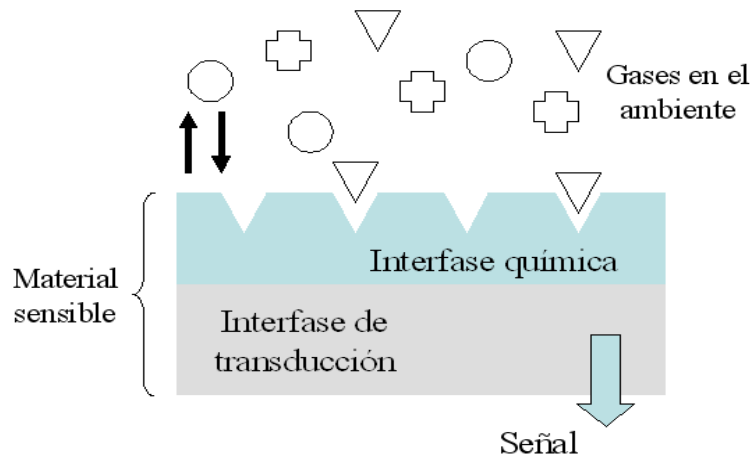 Gases en el
ambiente
Interfase química
Material
sensible
Interfase de
transducción
Señal